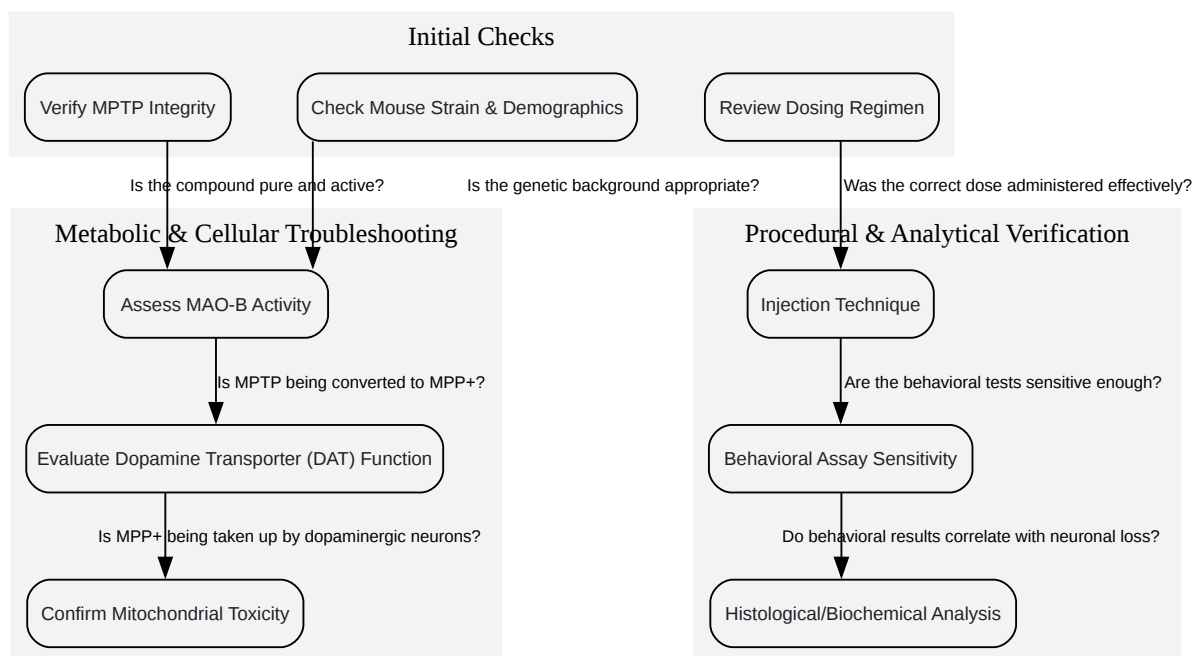 Initial Checks
Verify MPTP Integrity
Check Mouse Strain & Demographics
Review Dosing Regimen
Is the compound pure and active?
Is the genetic background appropriate?
Was the correct dose administered effectively?
Metabolic & Cellular Troubleshooting
Procedural & Analytical Verification
Assess MAO-B Activity
Injection Technique
Is MPTP being converted to MPP+?
Are the behavioral tests sensitive enough?
Evaluate Dopamine Transporter (DAT) Function
Behavioral Assay Sensitivity
Is MPP+ being taken up by dopaminergic neurons?
Do behavioral results correlate with neuronal loss?
Confirm Mitochondrial Toxicity
Histological/Biochemical Analysis